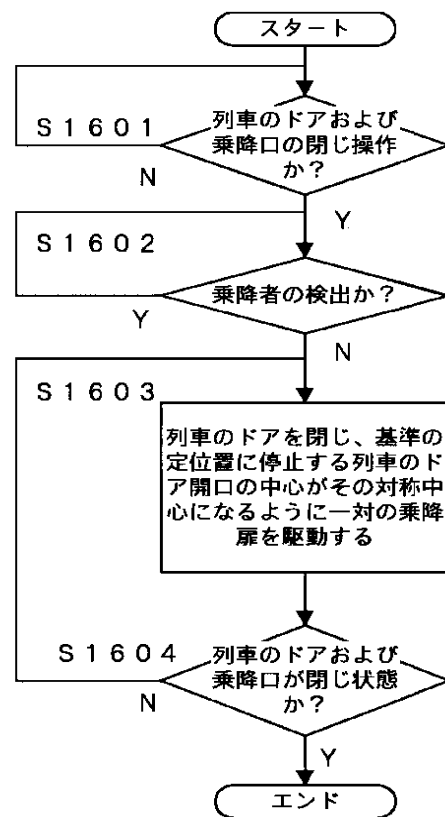 スタート
S1601
列車のドアおよび
乗降口の閉じ操作
か？
N
Y
S1602
乗降者の検出か？
Y
N
S1603
列車のドアを閉じ、基準の
定位置に停止する列車のド
ア開口の中心がその対称中
心になるように一対の乗降
扉を駆動する
S1604
列車のドアおよび
乗降口が閉じ状態
か？
N
Y
エンド